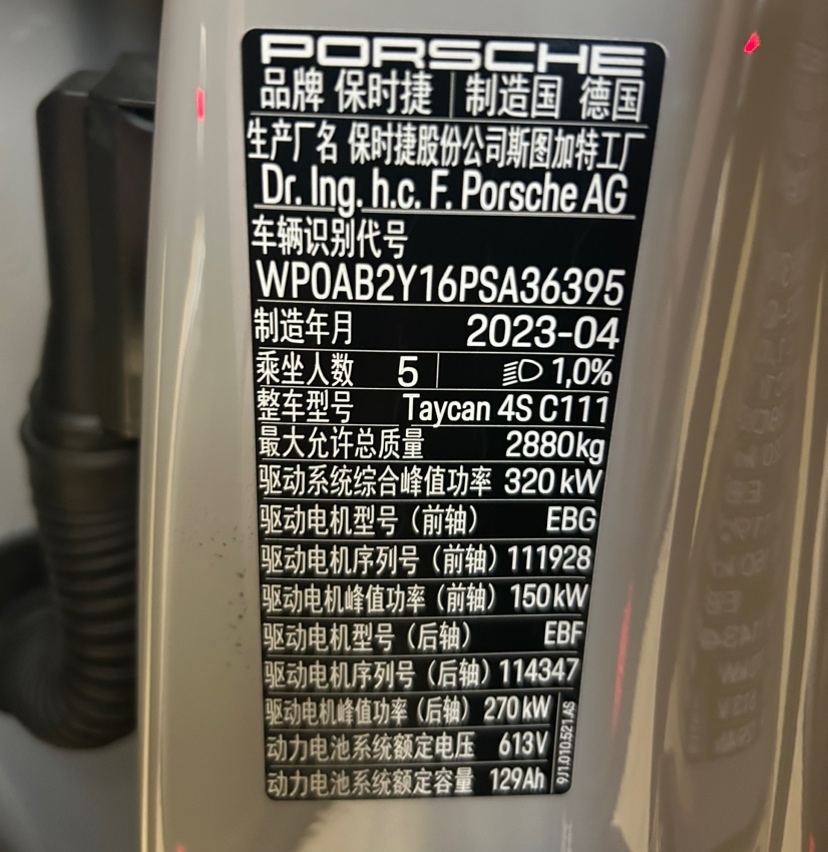 PORSCHE
品牌 保时捷 制造国 德国
生产厂名 保时捷股份公司斯图加特工厂
Dr. Ing. h.c. F. Porsche AG
车辆识别代号
WP0AB2Y16PSA36395
制造年月 2023-04
乘坐人数 5 1,0%
整车型号 Taycan 4S C111
最大允许总质量 2880kg
驱动系统综合峰值功率 320 kW
驱动电机型号（前轴） EBG
驱动电机序列号（前轴） 111928
驱动电机峰值功率（前轴） 150 kW
驱动电机型号（后轴） EBF
驱动电机序列号（后轴） 114347
驱动电机峰值功率（后轴） 270 kW
动力电池系统额定电压 613V
动力电池系统额定容量 129Ah
9J1.010.521.AS